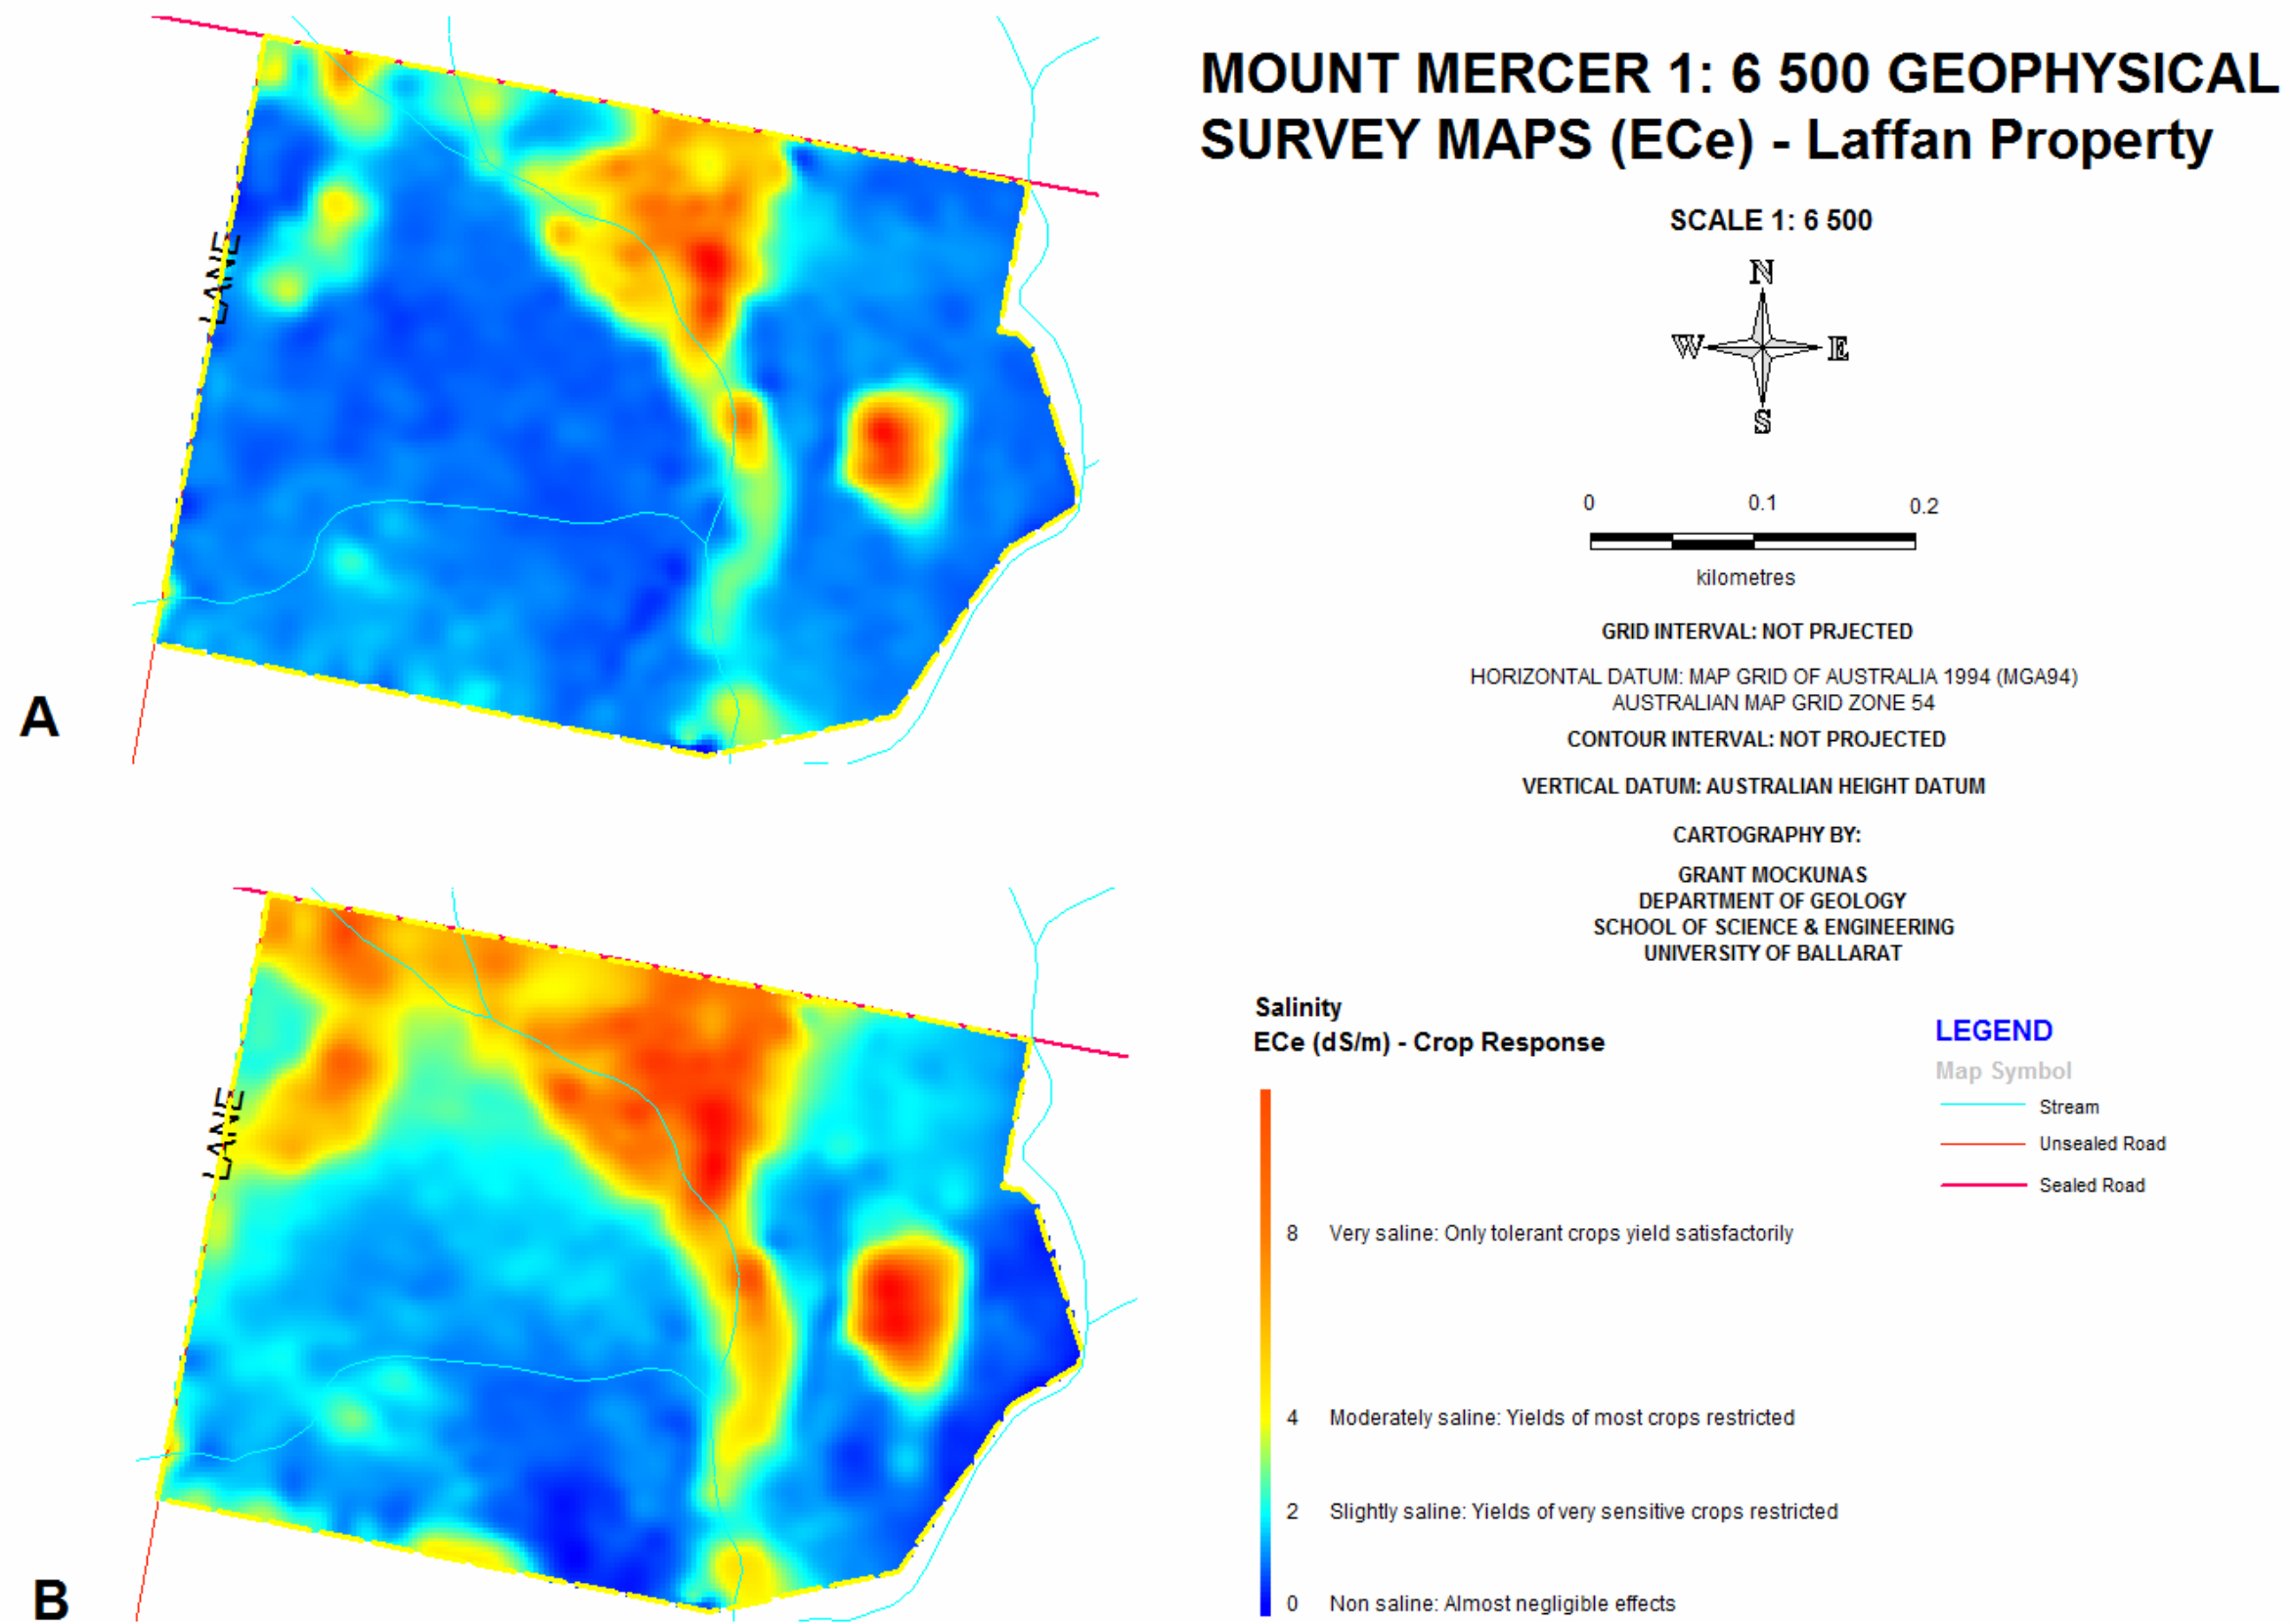 MOUNT MERCER 1: 6 500 GEOPHYSICAL
SURVEY MAPS (ECe) - Laffan Property
SCALE 1: 6 500
N
W
E
S
0 0.1 0.2
kilometres
GRID INTERVAL: NOT PRJECTED
HORIZONTAL DATUM: MAP GRID OF AUSTRALIA 1994 (MGA94)
AUSTRALIAN MAP GRID ZONE 54
CONTOUR INTERVAL: NOT PROJECTED
VERTICAL DATUM: AUSTRALIAN HEIGHT DATUM
CARTOGRAPHY BY:
GRANT MOCKUNAS
DEPARTMENT OF GEOLOGY
SCHOOL OF SCIENCE & ENGINEERING
UNIVERSITY OF BALLARAT
LANE
A
LANE
B
Salinity
ECe (dS/m) - Crop Response
8 Very saline: Only tolerant crops yield satisfactorily
4 Moderately saline: Yields of most crops restricted
2 Slightly saline: Yields of very sensitive crops restricted
0 Non saline: Almost negligible effects
LEGEND
Map Symbol
Stream
Unsealed Road
Sealed Road